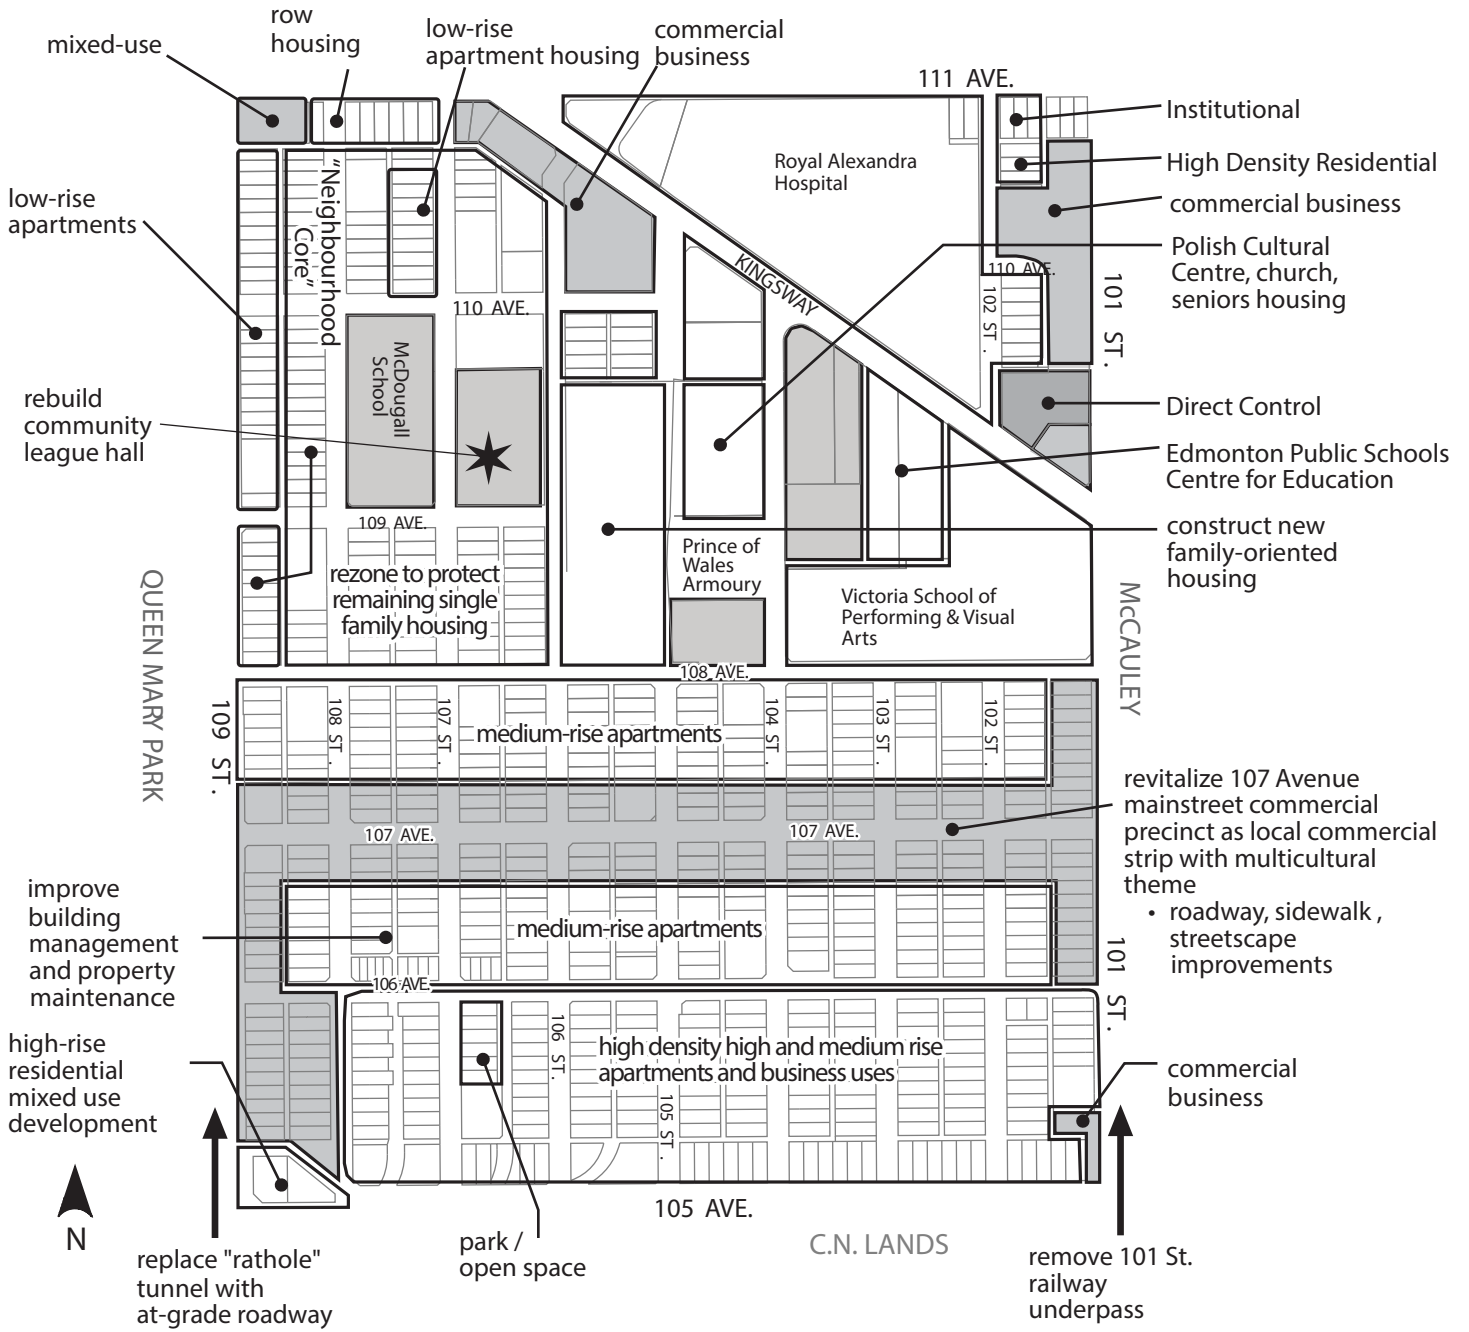 row
housing
mixed-use
low-rise
apartment housing
commercial
business
111 AVE.
Institutional
Royal Alexandra
Hospital
High Density Residential
low-rise
apartments
"Neighbourhood
Core"
commercial business
Polish Cultural
Centre, church,
seniors housing
KINGSWAY
110 AVE.
102 ST.
101 ST.
110 AVE.
McDougall
School
rebuild
community
league hall
Direct Control
Edmonton Public Schools
Centre for Education
109 AVE.
construct new
family-oriented
housing
Prince of
Wales
Armoury
rezone to protect
remaining single
family housing
Victoria School of
Performing & Visual
Arts
QUEEN MARY PARK
McCAULEY
108 AVE.
109 ST.
108 ST.
107 ST.
medium-rise apartments
104 ST.
103 ST.
102 ST.
revitalize 107 Avenue
mainstreet commercial
precinct as local commercial
strip with multicultural
theme
• roadway, sidewalk ,
streetscape
improvements
107 AVE.
107 AVE.
improve
building
management
and property
maintenance
medium-rise apartments
101 ST.
106 AVE.
high-rise
residential
mixed use
development
106 ST.
high density high and medium rise
apartments and business uses
105 ST.
commercial
business
105 AVE.
N
replace "rathole"
tunnel with
at-grade roadway
park /
open space
C.N. LANDS
remove 101 St.
railway
underpass